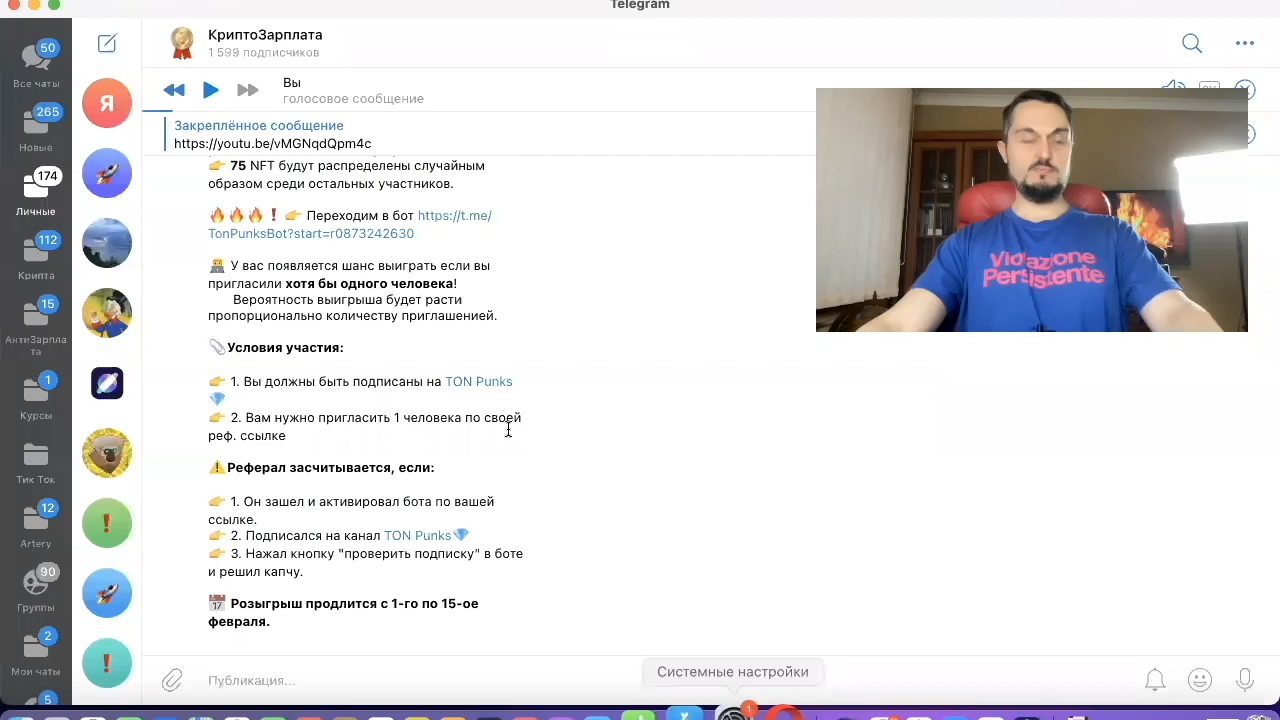 Telegram
50
Все чаты
265
Новые
174
Личные
112
Крипта
15
АнтиЗарпла
та
1
Курсы
Тик Ток
12
Artery
90
Группы
2
Мои чаты
5
Я
КриптоЗарплата
1 599 подписчиков
Вы
голосовое сообщение
Закреплённое сообщение
https://youtu.be/vMGNqdQpm4c
👉 75 NFT будут распределены случайным
образом среди остальных участников.
🔥🔥🔥❗👉 Переходим в бот https://t.me/
TonPunksBot?start=r0873242630
У вас появляется шанс выиграть если вы
пригласили хотя бы одного человека!
Вероятность выигрыша будет расти
пропорционально количеству приглашенией.
📎Условия участия:
👉 1. Вы должны быть подписаны на TON Punks
💎
👉 2. Вам нужно пригласить 1 человека по своей
реф. ссылке
⚠️Реферал засчитывается, если:
👉 1. Он зашел и активировал бота по вашей
ссылке.
👉 2. Подписался на канал TON Punks💎
👉 3. Нажал кнопку "проверить подписку" в боте
и решил капчу.
📅 Розыгрыш продлится с 1-го по 15-ое
февраля.
Публикация...
Системные настройки
1
Violazione
Persistente